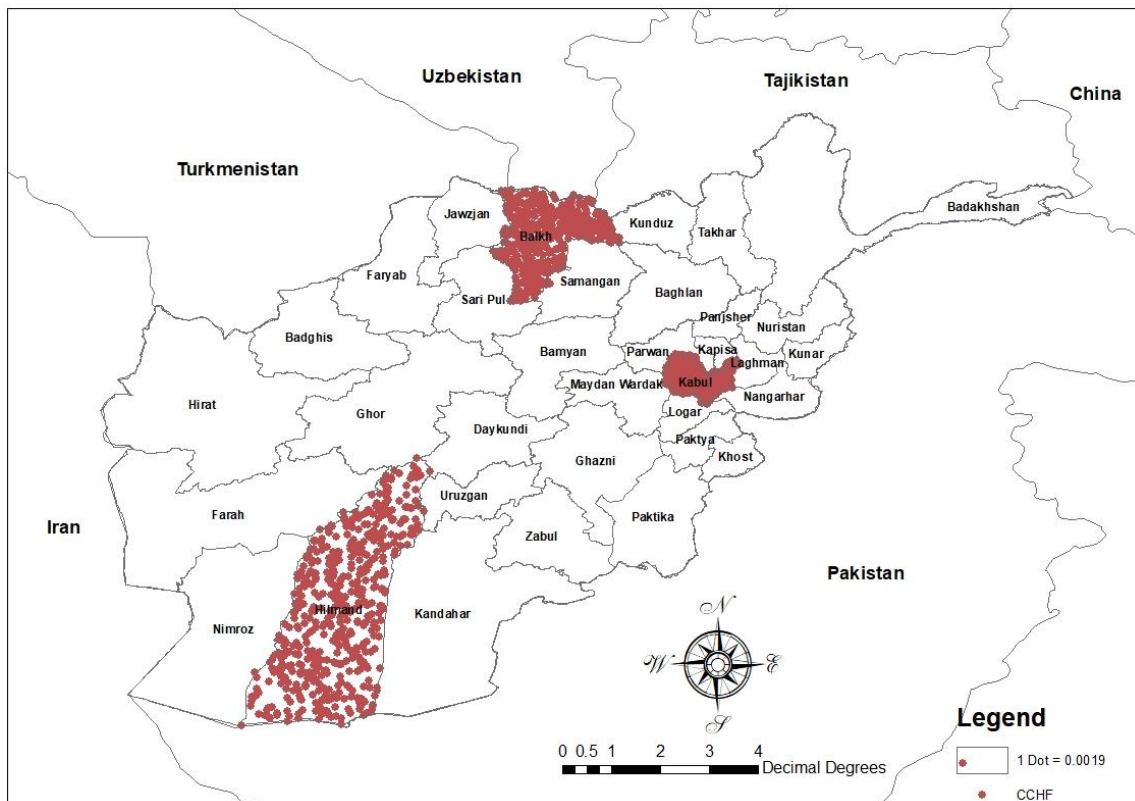 Uzbekistan
Tajikistan
China
Turkmenistan
Badakhshan
Jawzjan
Kunduz
Takhar
Balkh
Faryab
Samangan
Sari Pul
Baghlan
Panjsher
Nuristan
Badghis
Bamyan
Parwan
Kapisa
Laghman
Kunar
Maydan Wardak
Kabul
Nangarhar
Hirat
Ghor
Logar
Daykundi
Paktya
Khost
Ghazni
Uruzgan
Farah
Paktika
Iran
Zabul
Pakistan
Hilmand
Kandahar
Nimroz
N
W
E
S
Legend
0 0.5 1 2 3 4
Decimal Degrees
1 Dot = 0.0019
CCHF